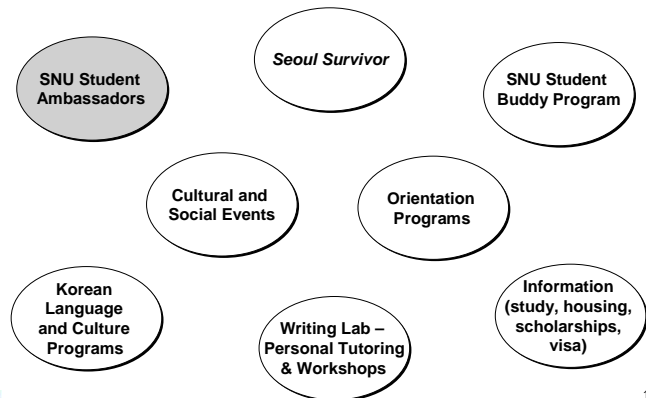 Seoul Survivor
SNU Student
Ambassadors
SNU Student
Buddy Program
Cultural and
Social Events
Orientation
Programs
Korean
Language
and Culture
Programs
Writing Lab –
Personal Tutoring
& Workshops
Information
(study, housing,
scholarships,
visa)